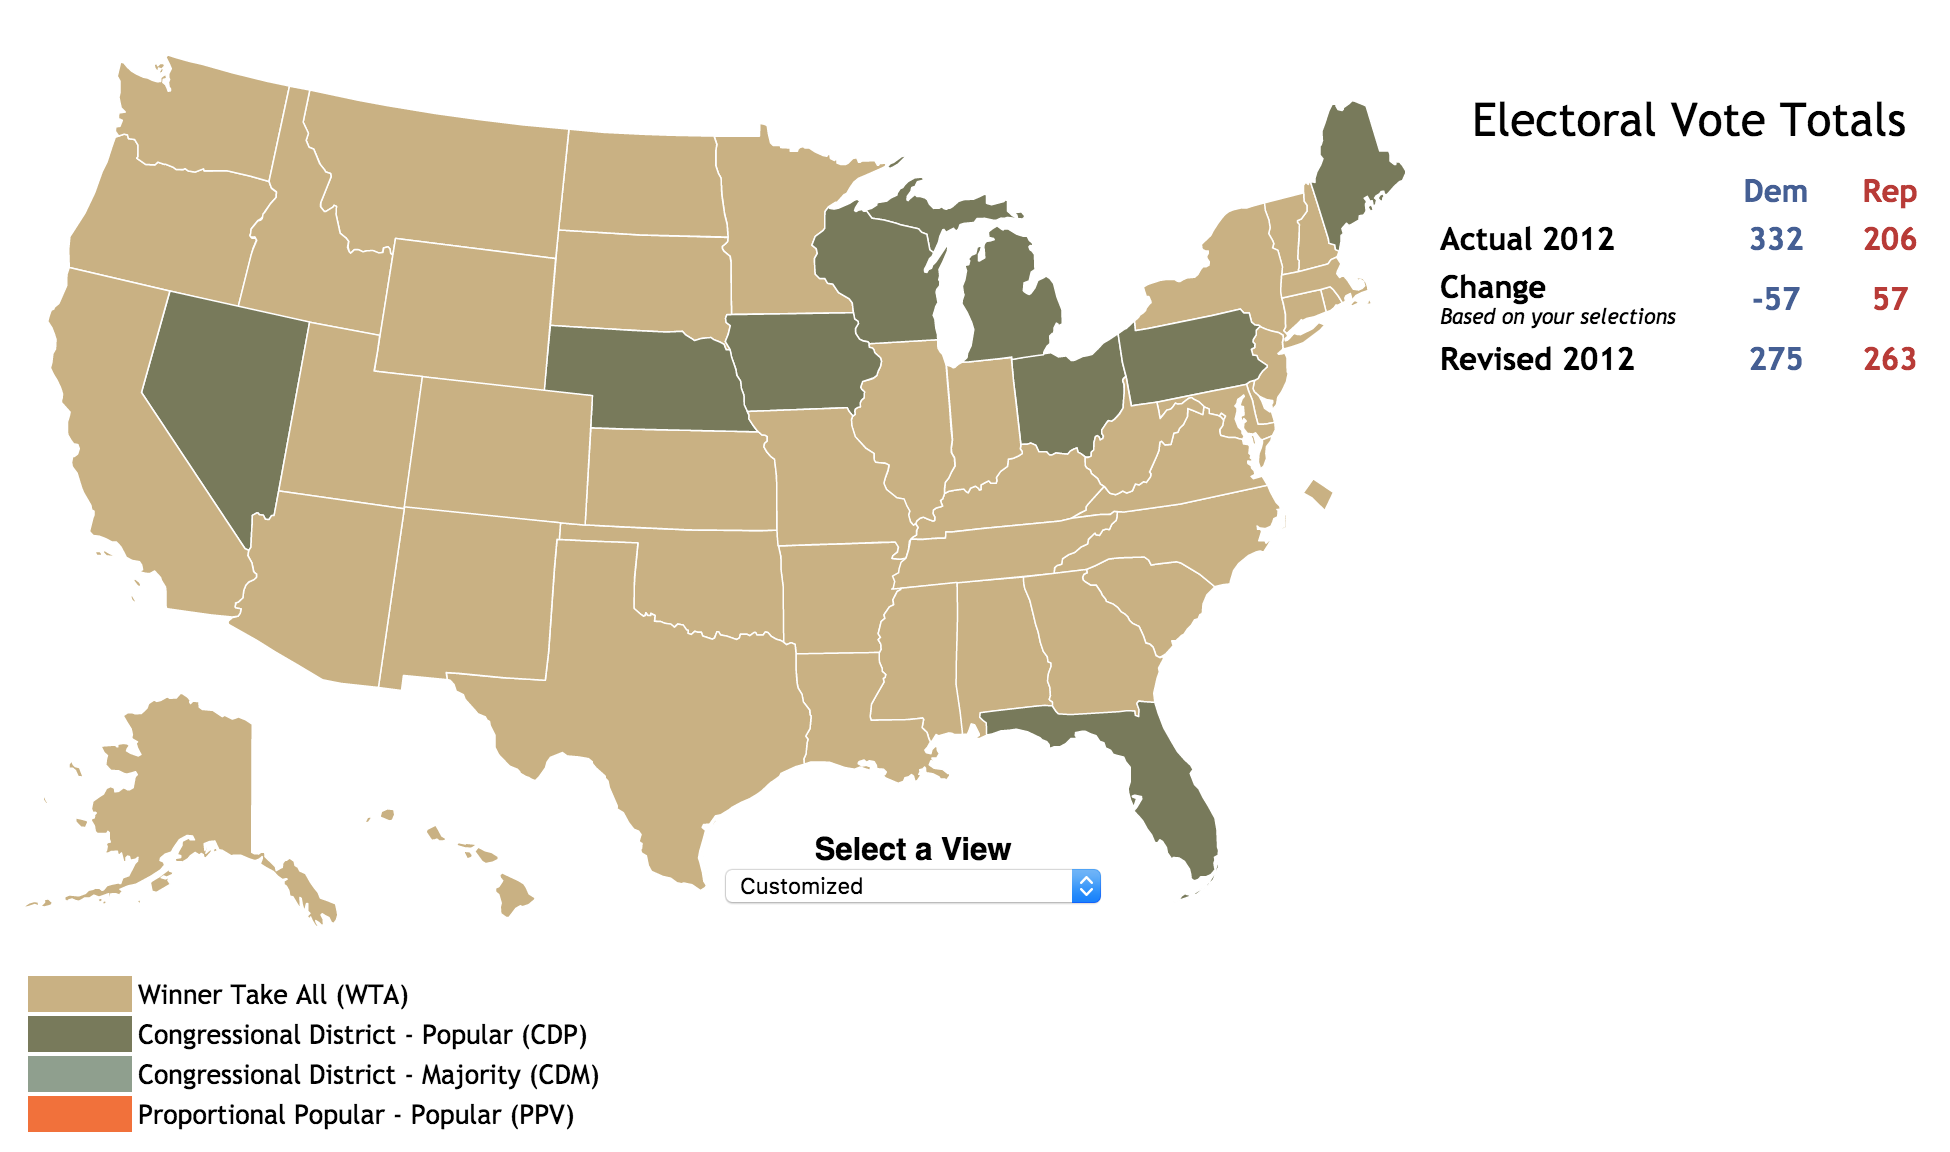 Electoral Vote Totals
Dem Rep
Actual 2012 332 206
Change -57 57
Based on your selections
Revised 2012 275 263
Select a View
Customized
Winner Take All (WTA)
Congressional District - Popular (CDP)
Congressional District - Majority (CDM)
Proportional Popular - Popular (PPV)